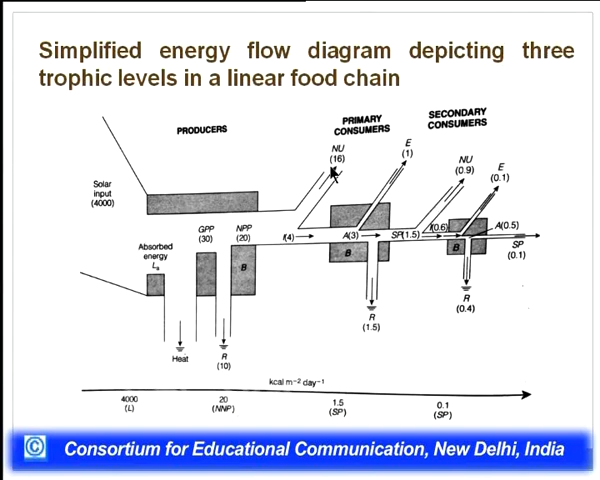 Simplified energy flow diagram depicting three
trophic levels in a linear food chain
PRODUCERS
PRIMARY
CONSUMERS
SECONDARY
CONSUMERS
NU
(16)
E
(1)
NU
(0.9)
E
(0.1)
Solar
input
(4000)
GPP
(30)
NPP
(20)
I(4)
A(3)
SP(1.5)
I(0.6)
A(0.5)
SP
(0.1)
Absorbed
energy
La
B
B
B
Heat
R
(10)
R
(1.5)
R
(0.4)
kcal m⁻² day⁻¹
4000
(L)
20
(NNP)
1.5
(SP)
0.1
(SP)
© Consortium for Educational Communication, New Delhi, India